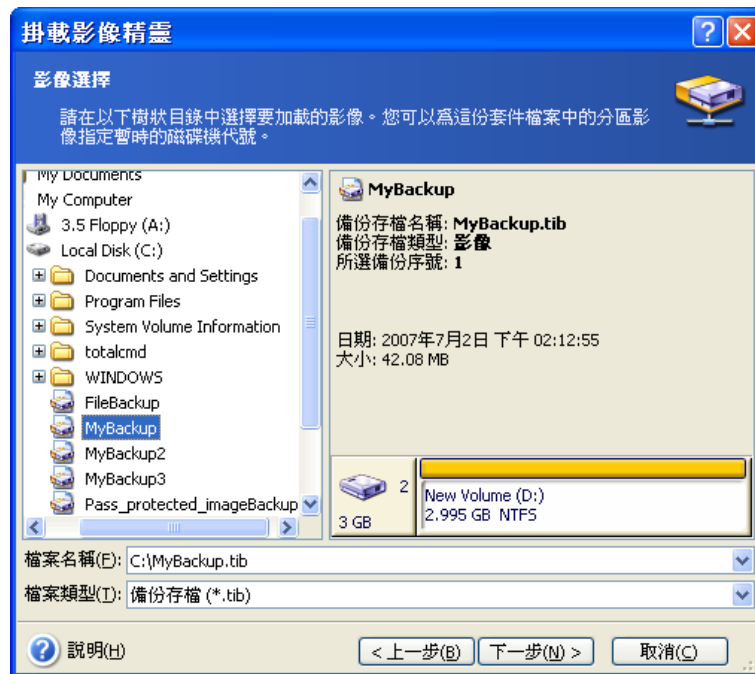 掛載影像精靈
影像選擇
請在以下樹狀目錄中選擇要加載的影像。您可以爲這份套件檔案中的分區影
像指定暫時的磁碟機代號。
My Documents
My Computer
3.5 Floppy (A:)
Local Disk (C:)
Documents and Settings
Program Files
System Volume Information
totalcmd
WINDOWS
FileBackup
MyBackup
MyBackup2
MyBackup3
Pass_protected_imageBackup
MyBackup
備份存檔名稱: MyBackup.tib
備份存檔類型: 影像
所選備份序號: 1
日期: 2007年7月2日 下午 02:12:55
大小: 42.08 MB
2
3 GB
New Volume (D:)
2.995 GB NTFS
檔案名稱(F): C:\MyBackup.tib
檔案類型(T): 備份存檔 (*.tib)
說明(H)
< 上一步(B)
下一步(N) >
取消(C)